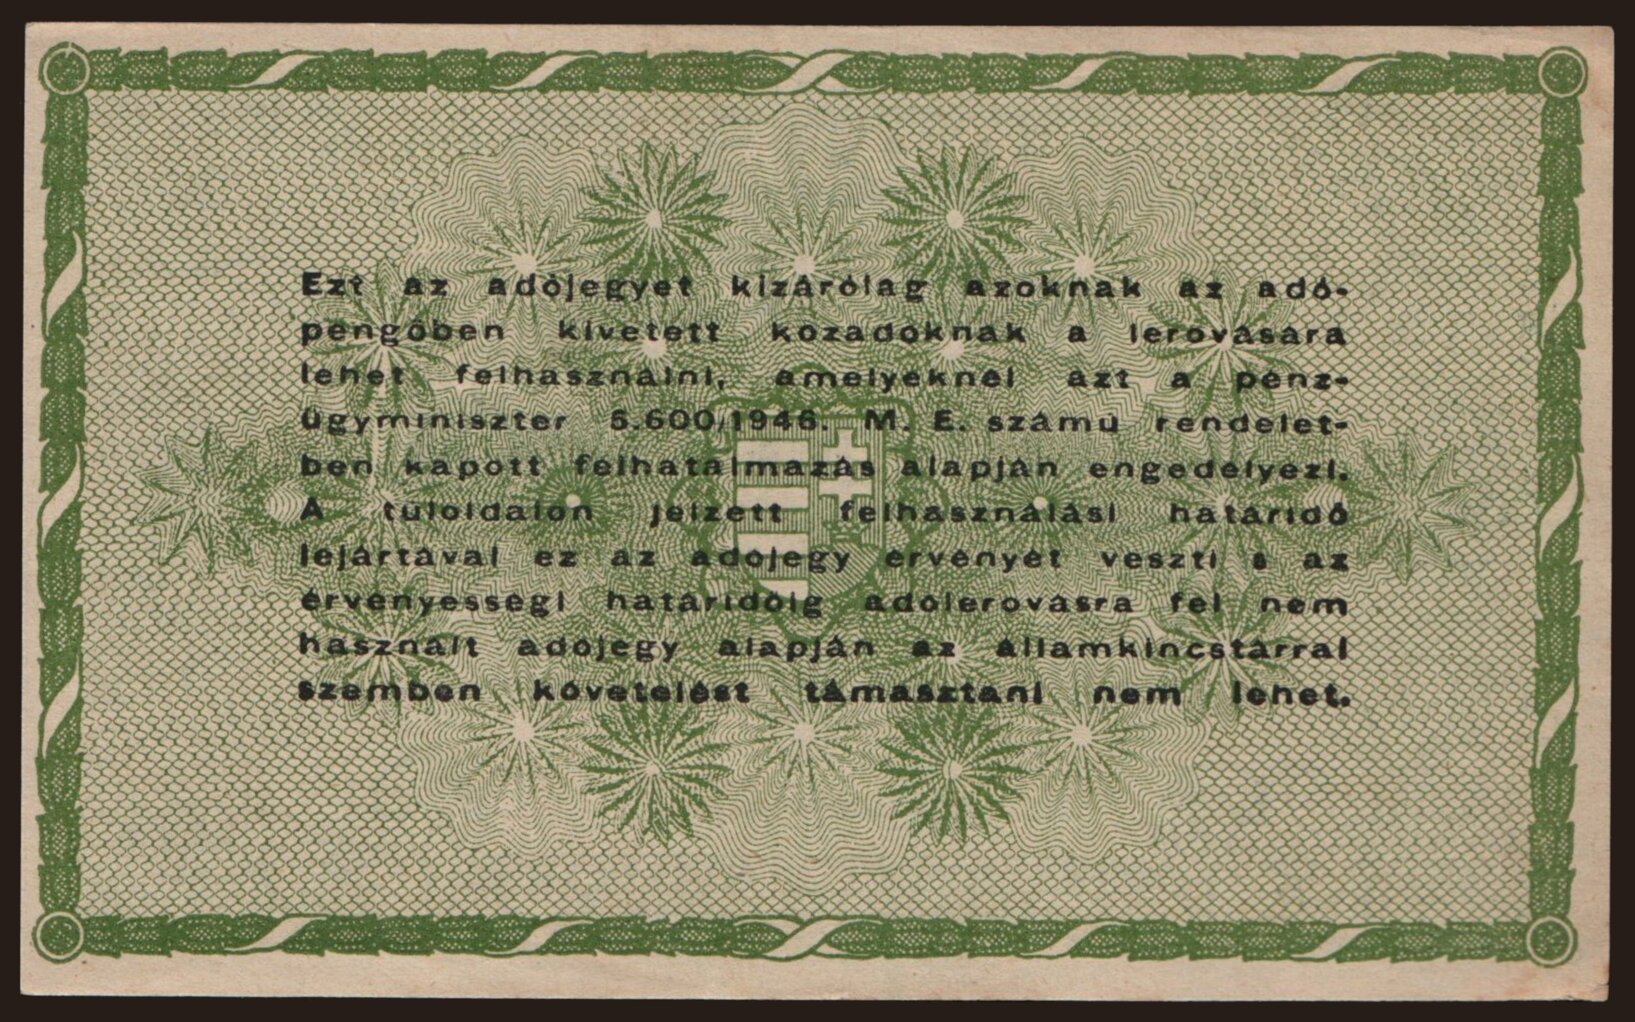 Ezt az adójegyet kizárólag azoknak az adó-
pengőben kivetett közadóknak a lerovására
lehet felhasználni, amelyeknél azt a pénz-
ügyminiszter 5.600/1946. M. E. számú rendelet-
ben kapott felhatalmazás alapján engedélyezi.
A túloldalon jelzett felhasználási határidő
lejártával ez az adójegy érvényét veszti s az
érvényességi határidőig adólerovásra fel nem
használt adójegy alapján az államkincstárral
szemben követelést támasztani nem lehet.